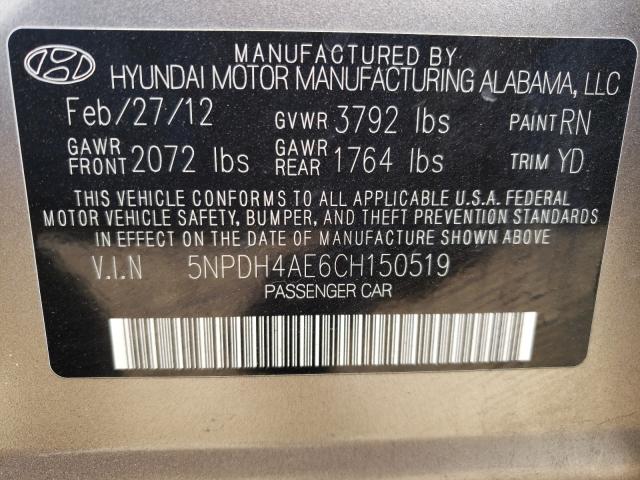 MANUFACTURED BY
HYUNDAI MOTOR MANUFACTURING ALABAMA, LLC
Feb/27/12 GVWR 3792 lbs PAINT RN
GAWR FRONT 2072 lbs GAWR REAR 1764 lbs TRIM YD
THIS VEHICLE CONFORMS TO ALL APPLICABLE U.S.A. FEDERAL
MOTOR VEHICLE SAFETY, BUMPER, AND THEFT PREVENTION STANDARDS
IN EFFECT ON THE DATE OF MANUFACTURE SHOWN ABOVE.
V.I.N 5NPDH4AE6CH150519
PASSENGER CAR